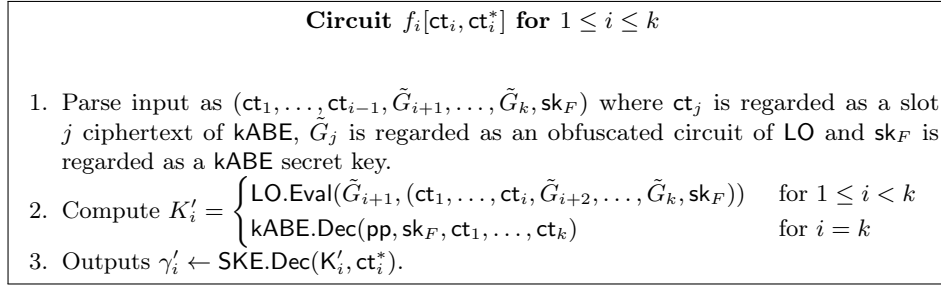 Circuit f_i[ct_i, ct_i^*] for 1 ≤ i ≤ k
1. Parse input as (ct_1, . . . , ct_{i−1}, G̃_{i+1}, . . . , G̃_k, sk_F) where ct_j is regarded as a slot
j ciphertext of kABE, G̃_j is regarded as an obfuscated circuit of LO and sk_F is
regarded as a kABE secret key.
2. Compute K_i′ = { LO.Eval(G̃_{i+1}, (ct_1, . . . , ct_i, G̃_{i+2}, . . . , G̃_k, sk_F)) for 1 ≤ i < k
kABE.Dec(pp, sk_F, ct_1, . . . , ct_k) for i = k
3. Outputs γ_i′ ← SKE.Dec(K_i′, ct_i^*).